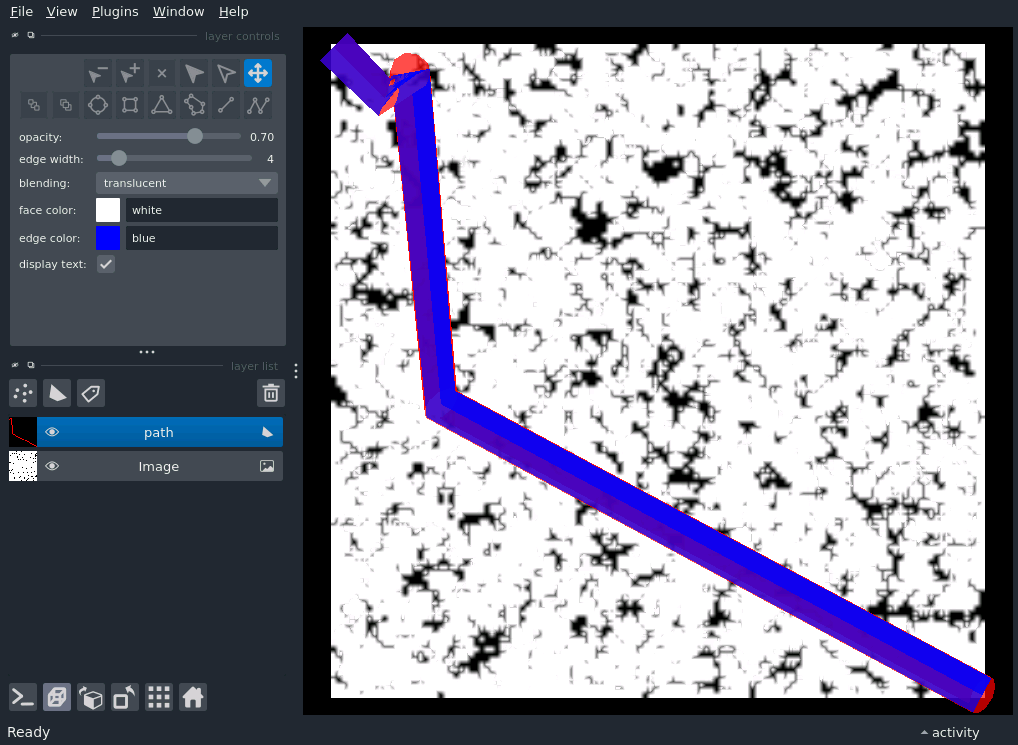 File View Plugins Window Help
layer controls
opacity: 0.70
edge width: 4
blending: translucent
face color: white
edge color: blue
display text:
layer list
path
Image
Ready activity